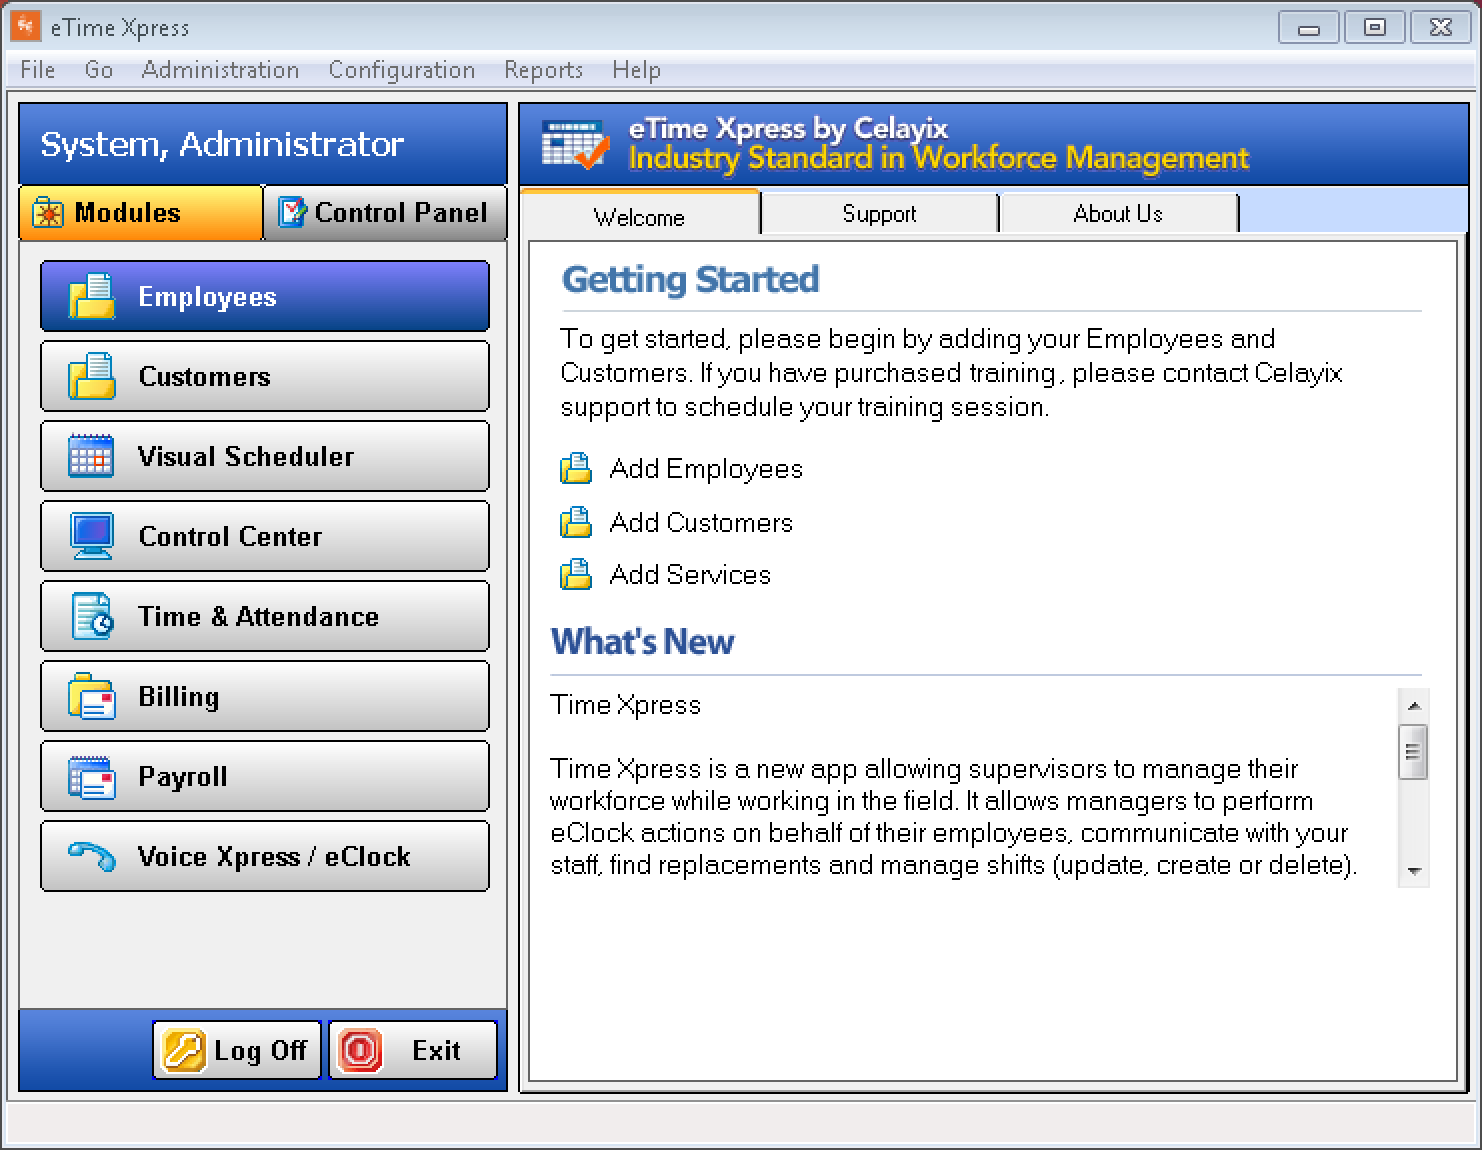 eTime Xpress
File Go Administration Configuration Reports Help
System, Administrator
Modules
Control Panel
Employees
Customers
Visual Scheduler
Control Center
Time & Attendance
Billing
Payroll
Voice Xpress / eClock
Log Off
Exit
eTime Xpress by Celayix
Industry Standard in Workforce Management
Welcome
Support
About Us
Getting Started
To get started, please begin by adding your Employees and
Customers. If you have purchased training, please contact Celayix
support to schedule your training session.
Add Employees
Add Customers
Add Services
What's New
Time Xpress
Time Xpress is a new app allowing supervisors to manage their
workforce while working in the field. It allows managers to perform
eClock actions on behalf of their employees, communicate with your
staff, find replacements and manage shifts (update, create or delete).